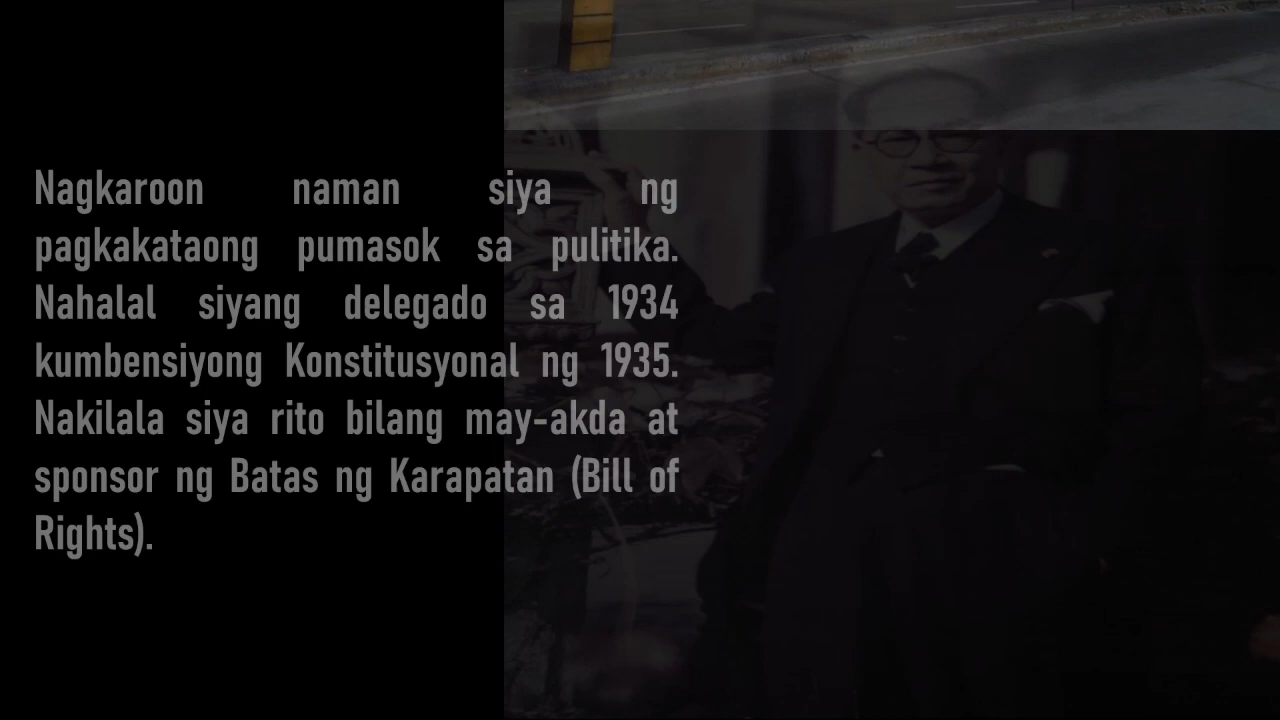 Nagkaroon naman siya ng
pagkakataong pumasok sa pulitika.
Nahalal siyang delegado sa 1934
kumbensiyong Konstitusyonal ng 1935.
Nakilala siya rito bilang may-akda at
sponsor ng Batas ng Karapatan (Bill of
Rights).